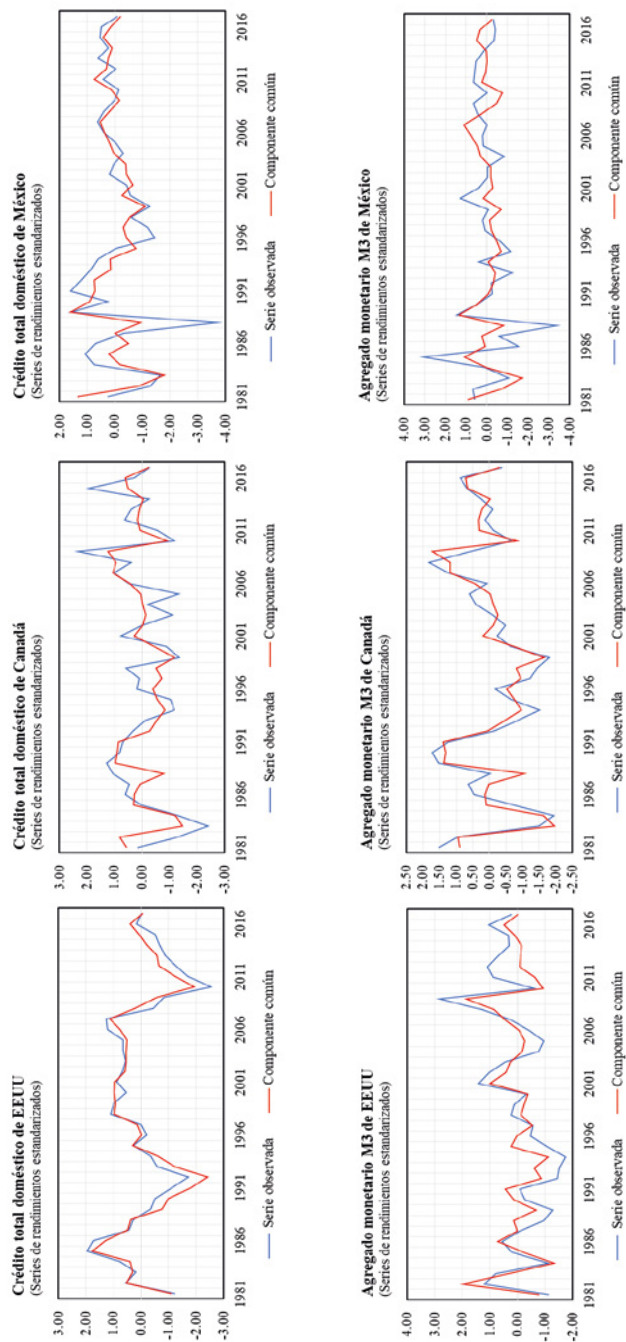 Crédito total doméstico de EEUU
(Series de rendimientos estandarizados)
3.00
2.00
1.00
0.00
-1.00
-2.00
-3.00
1981 1986 1991 1996 2001 2006 2011 2016
Serie observada Componente común
Crédito total doméstico de Canadá
(Series de rendimientos estandarizados)
3.00
2.00
1.00
0.00
-1.00
-2.00
-3.00
1981 1986 1991 1996 2001 2006 2011 2016
Serie observada Componente común
Crédito total doméstico de México
(Series de rendimientos estandarizados)
2.00
1.00
0.00
-1.00
-2.00
-3.00
-4.00
1981 1986 1991 1996 2001 2006 2011 2016
Serie observada Componente común
Agregado monetario M3 de EEUU
(Series de rendimientos estandarizados)
4.00
3.00
2.00
1.00
0.00
-1.00
-2.00
1981 1986 1991 1996 2001 2006 2011 2016
Serie observada Componente común
Agregado monetario M3 de Canadá
(Series de rendimientos estandarizados)
2.50
2.00
1.50
1.00
0.50
0.00
-0.50
-1.00
-1.50
-2.00
-2.50
1981 1986 1991 1996 2001 2006 2011 2016
Serie observada Componente común
Agregado monetario M3 de México
(Series de rendimientos estandarizados)
4.00
3.00
2.00
1.00
0.00
-1.00
-2.00
-3.00
-4.00
1981 1986 1991 1996 2001 2006 2011 2016
Serie observada Componente común